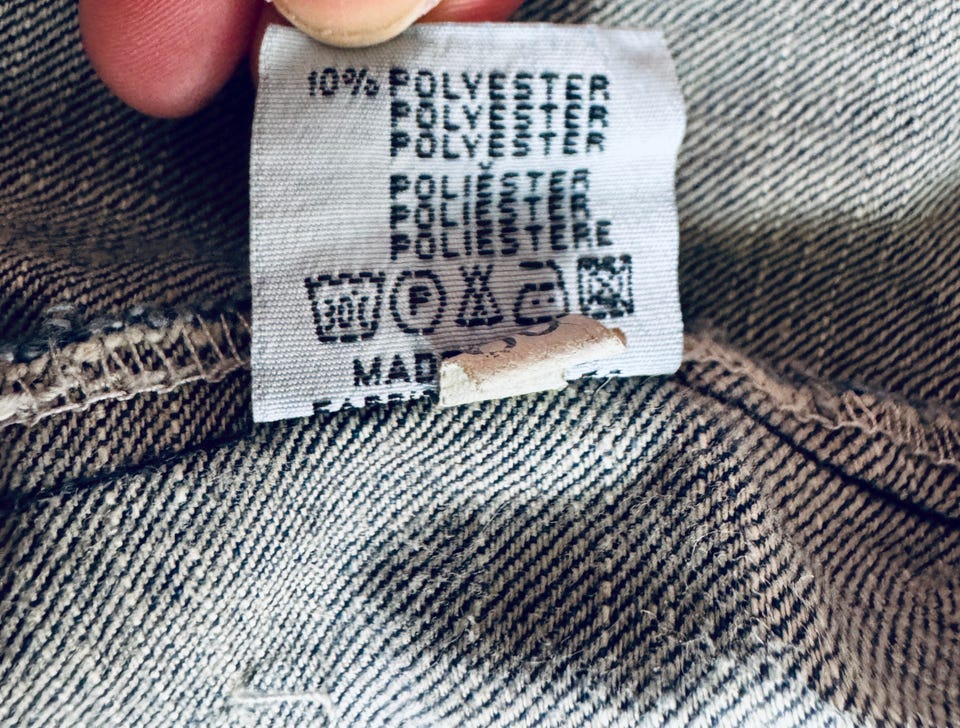 10% POLYESTER
POLYESTER
POLYESTER
POLIÉSTER
POLIÉSTER
POLIESTERE
30 P